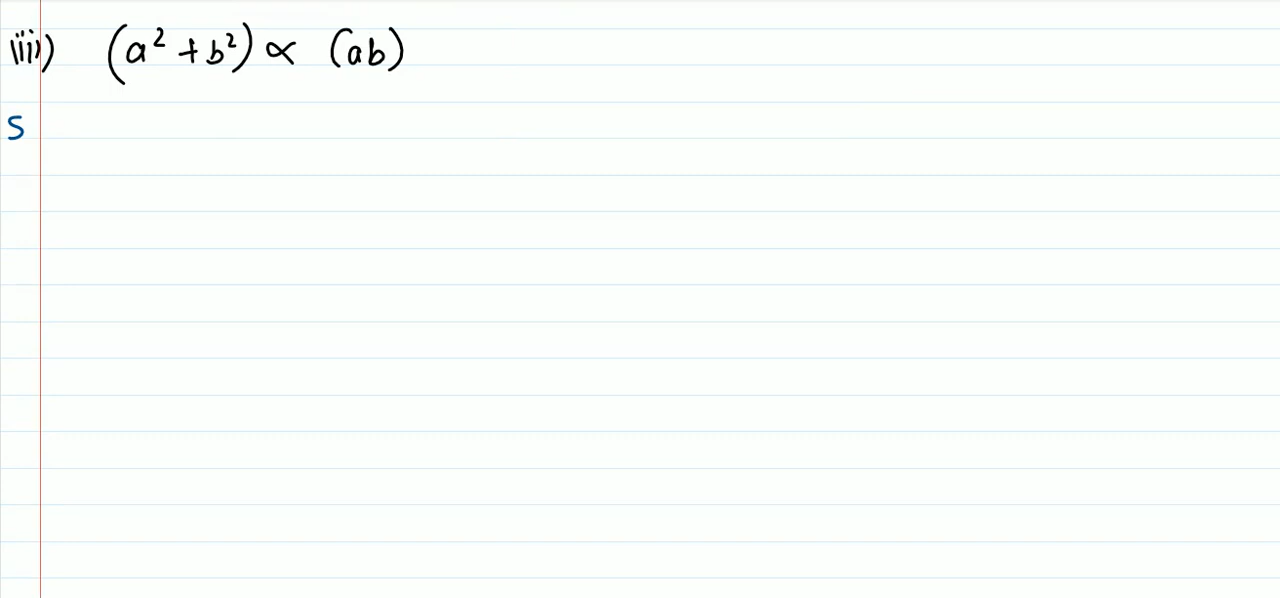 iii) (a² + b²) ∝ (ab)
S